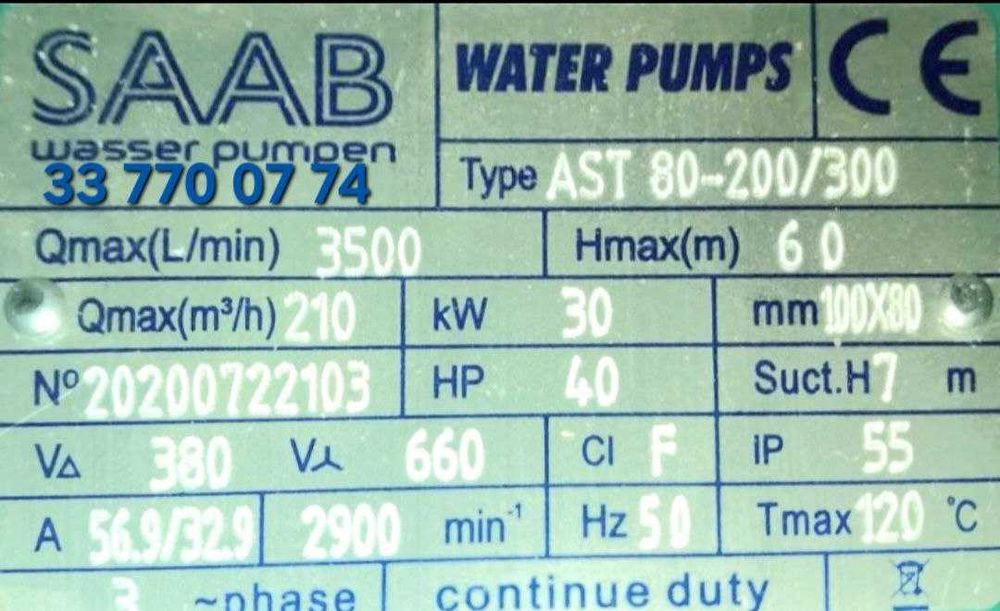 SAAB
wasser pumpen
33 770 07 74
WATER PUMPS CE
Type AST 80-200/300
Qmax(L/min) 3500 Hmax(m) 60
Qmax(m³/h) 210 kW 30 mm 100X80
Nº 20200722103 HP 40 Suct.H 7 m
V∆ 380 V⅄ 660 Cl F iP 55
A 56.9/32.9 2900 min⁻¹ Hz 50 Tmax 120 °C
3 ~phase continue duty